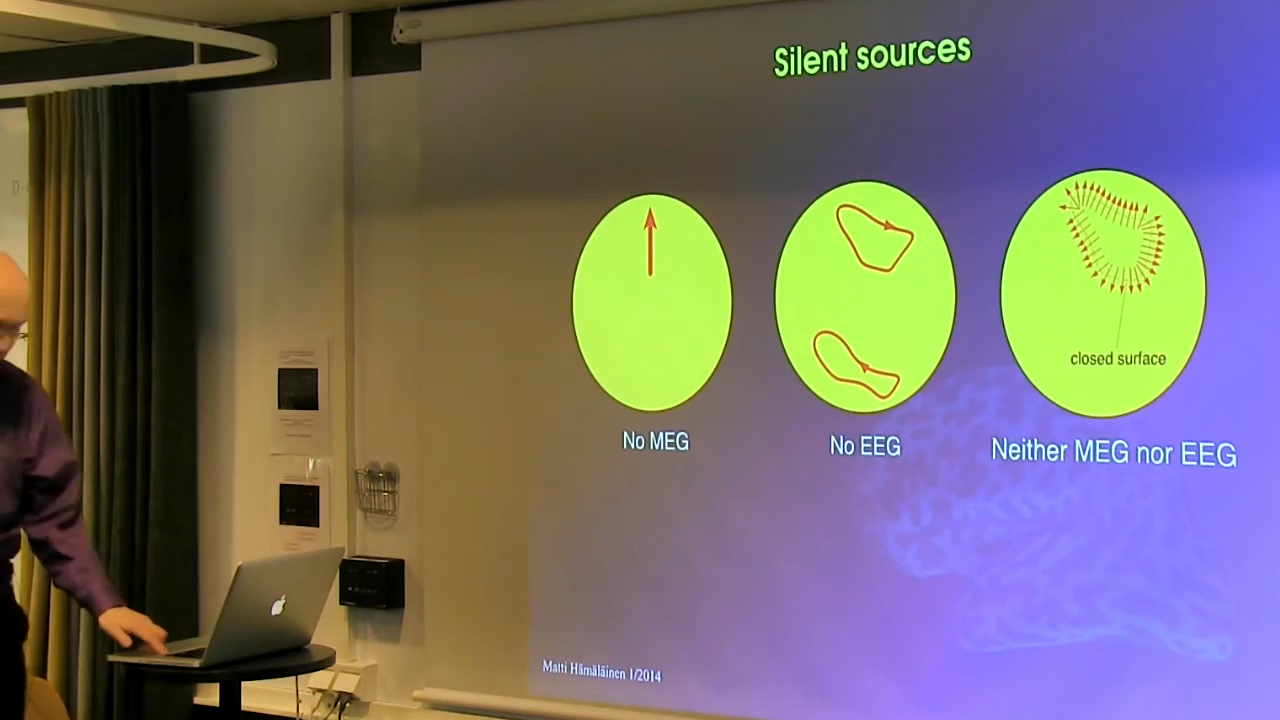 Silent sources
closed surface
No MEG
No EEG
Neither MEG nor EEG
Matti Hämäläinen 1/2014